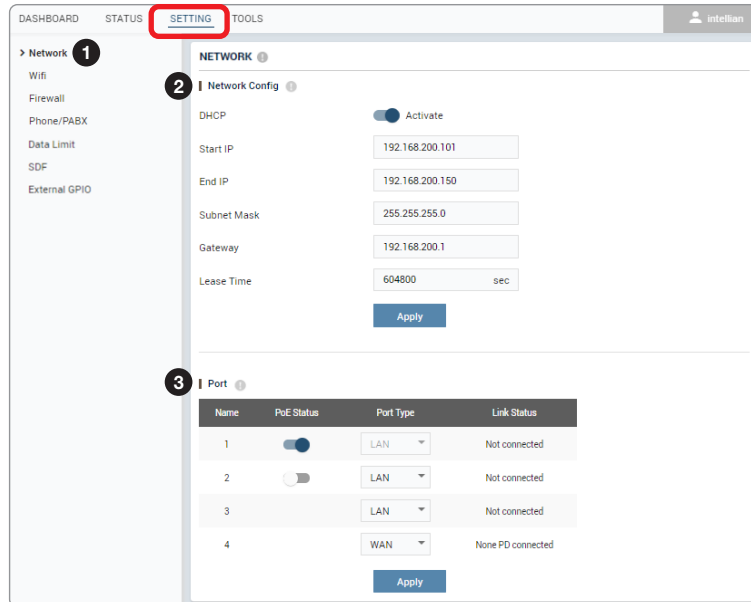 DASHBOARD STATUS SETTING TOOLS intellian
> Network 1
Wifi
Firewall
Phone/PABX
Data Limit
SDF
External GPIO
NETWORK !
2 Network Config !
DHCP Activate
Start IP 192.168.200.101
End IP 192.168.200.150
Subnet Mask 255.255.255.0
Gateway 192.168.200.1
Lease Time 604800 sec
Apply
3 Port !
Name PoE Status Port Type Link Status
1 LAN Not connected
2 LAN Not connected
3 LAN Not connected
4 WAN None PD connected
Apply